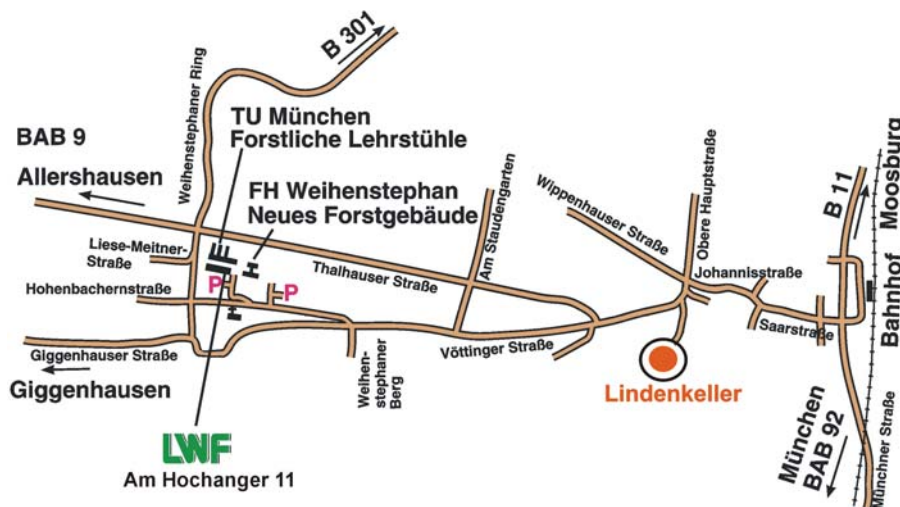 B 301
Weihenstephaner Ring
TU München
Forstliche Lehrstühle
BAB 9
Allershausen
FH Weihenstephan
Neues Forstgebäude
Am Staudengarten
Wippenhauser Straße
Obere Hauptstraße
B 11
Moosburg
Liese-Meitner-
Straße
Thalhauser Straße
Johannisstraße
P
P
Hohenbachernstraße
Saarstraße
Bahnhof
Giggenhauser Straße
Giggenhausen
Weihen-
stephaner
Berg
Vöttinger Straße
Lindenkeller
München
BAB 92
Münchner Straße
LWF
Am Hochanger 11